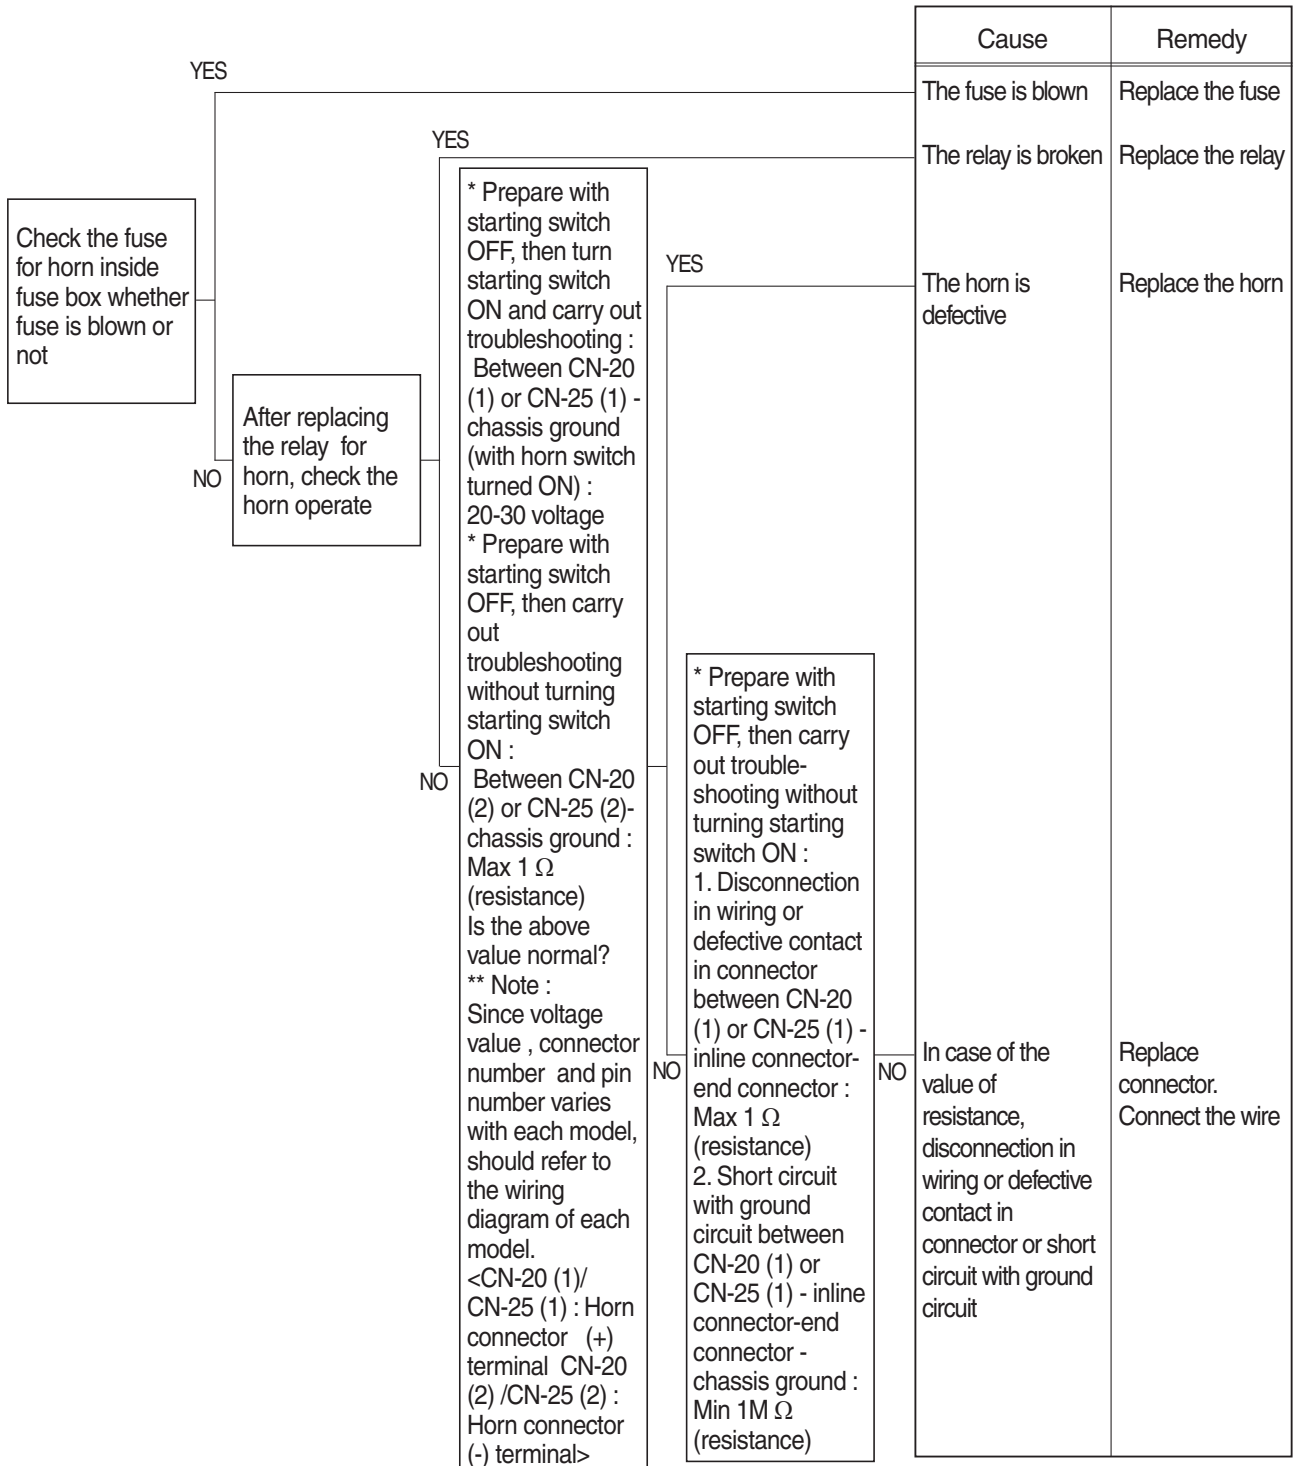 Cause
Remedy
YES
The fuse is blown
Replace the fuse
YES
The relay is broken
Replace the relay
Check the fuse
for horn inside
fuse box whether
fuse is blown or
not
NO
After replacing
the relay for
horn, check the
horn operate
* Prepare with
starting switch
OFF, then turn
starting switch
ON and carry out
troubleshooting :
Between CN-20
(1) or CN-25 (1) -
chassis ground
(with horn switch
turned ON) :
20-30 voltage
* Prepare with
starting switch
OFF, then carry
out
troubleshooting
without turning
starting switch
ON :
Between CN-20
(2) or CN-25 (2)-
chassis ground :
Max 1 Ω
(resistance)
Is the above
value normal?
** Note :
Since voltage
value , connector
number and pin
number varies
with each model,
should refer to
the wiring
diagram of each
model.
<CN-20 (1)/
CN-25 (1) : Horn
connector (+)
terminal CN-20
(2) /CN-25 (2) :
Horn connector
(-) terminal>
NO
YES
The horn is
defective
Replace the horn
NO
* Prepare with
starting switch
OFF, then carry
out trouble-
shooting without
turning starting
switch ON :
1. Disconnection
in wiring or
defective contact
in connector
between CN-20
(1) or CN-25 (1) -
inline connector-
end connector :
Max 1 Ω
(resistance)
2. Short circuit
with ground
circuit between
CN-20 (1) or
CN-25 (1) - inline
connector-end
connector -
chassis ground :
Min 1M Ω
(resistance)
NO
In case of the
value of
resistance,
disconnection in
wiring or defective
contact in
connector or short
circuit with ground
circuit
Replace
connector.
Connect the wire